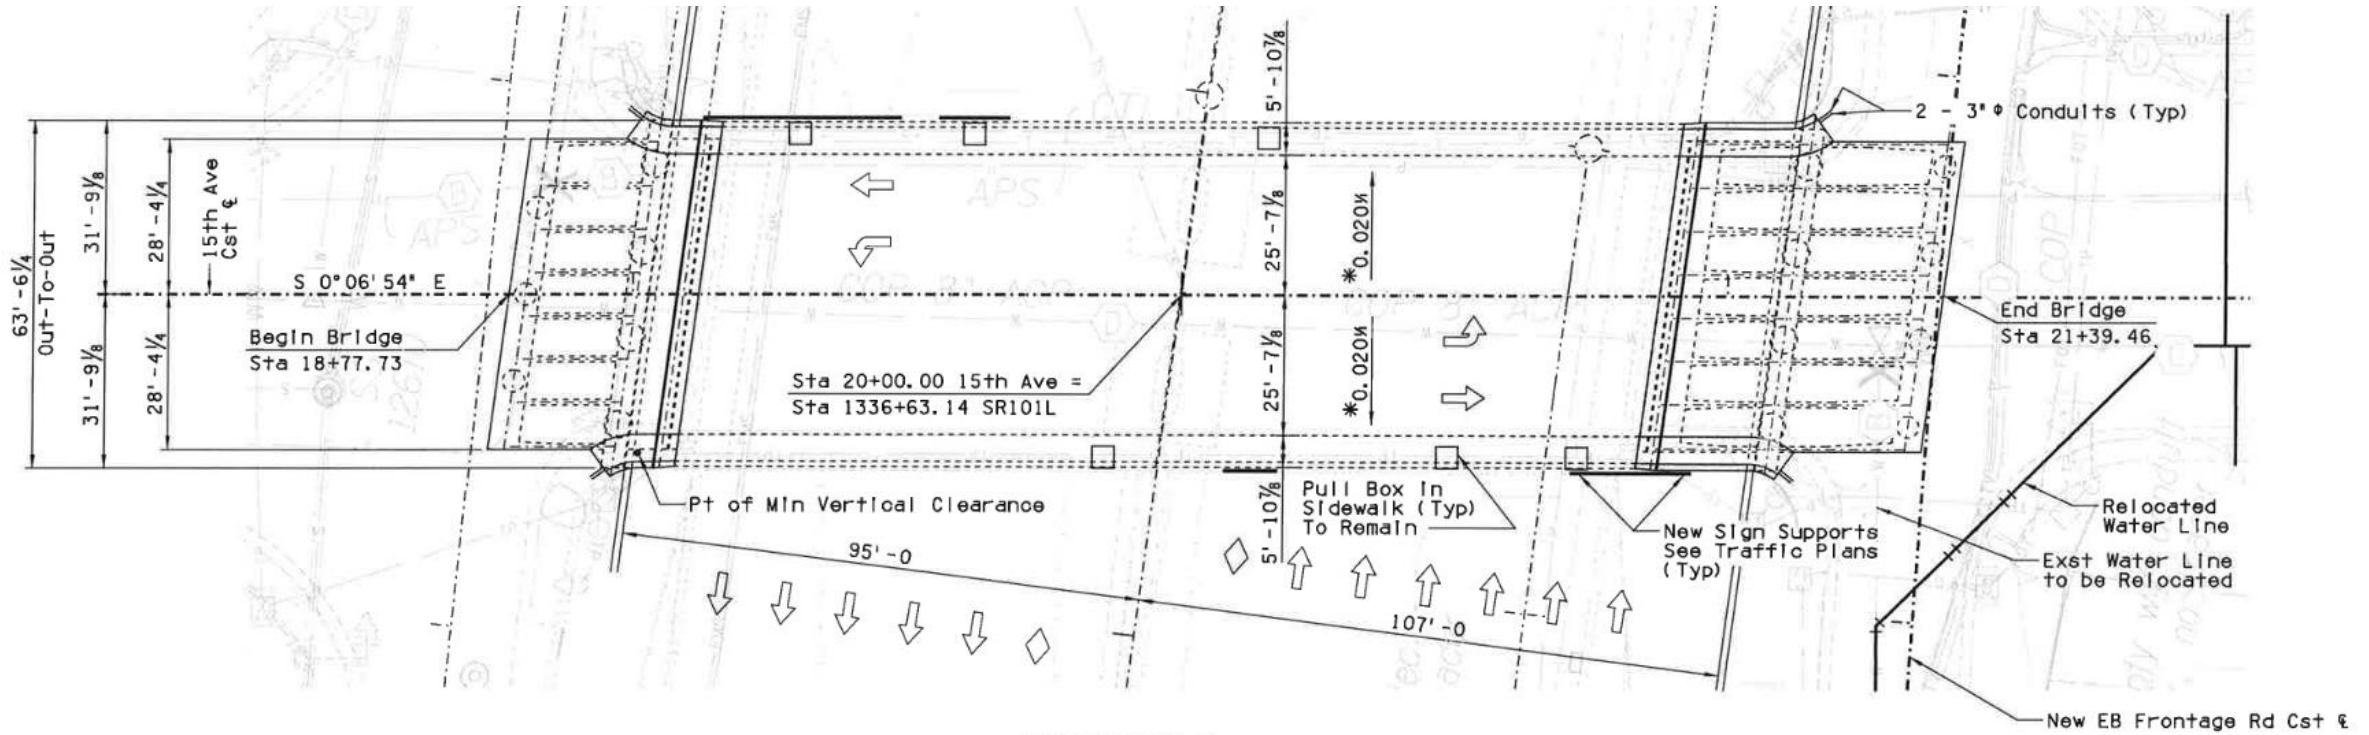 5'-10⅞
2 - 3"ϕ Conduits (Typ)
63'-6¼
Out-To-Out
31'-9⅛
28'-4¼
15th Ave
Cst ℄
APS
APS
25'-7⅛
*0.020%
S 0°06'54" E
Begin Bridge
Sta 18+77.73
31'-9⅛
28'-4¼
Sta 20+00.00 15th Ave =
Sta 1336+63.14 SR101L
25'-7⅛
*0.020%
End Bridge
Sta 21+39.46
Pt of Min Vertical Clearance
5'-10⅞
Pull Box in
Sidewalk (Typ)
To Remain
New Sign Supports
See Traffic Plans
(Typ)
Relocated
Water Line
Exst Water Line
to be Relocated
95'-0
107'-0
New EB Frontage Rd Cst ℄